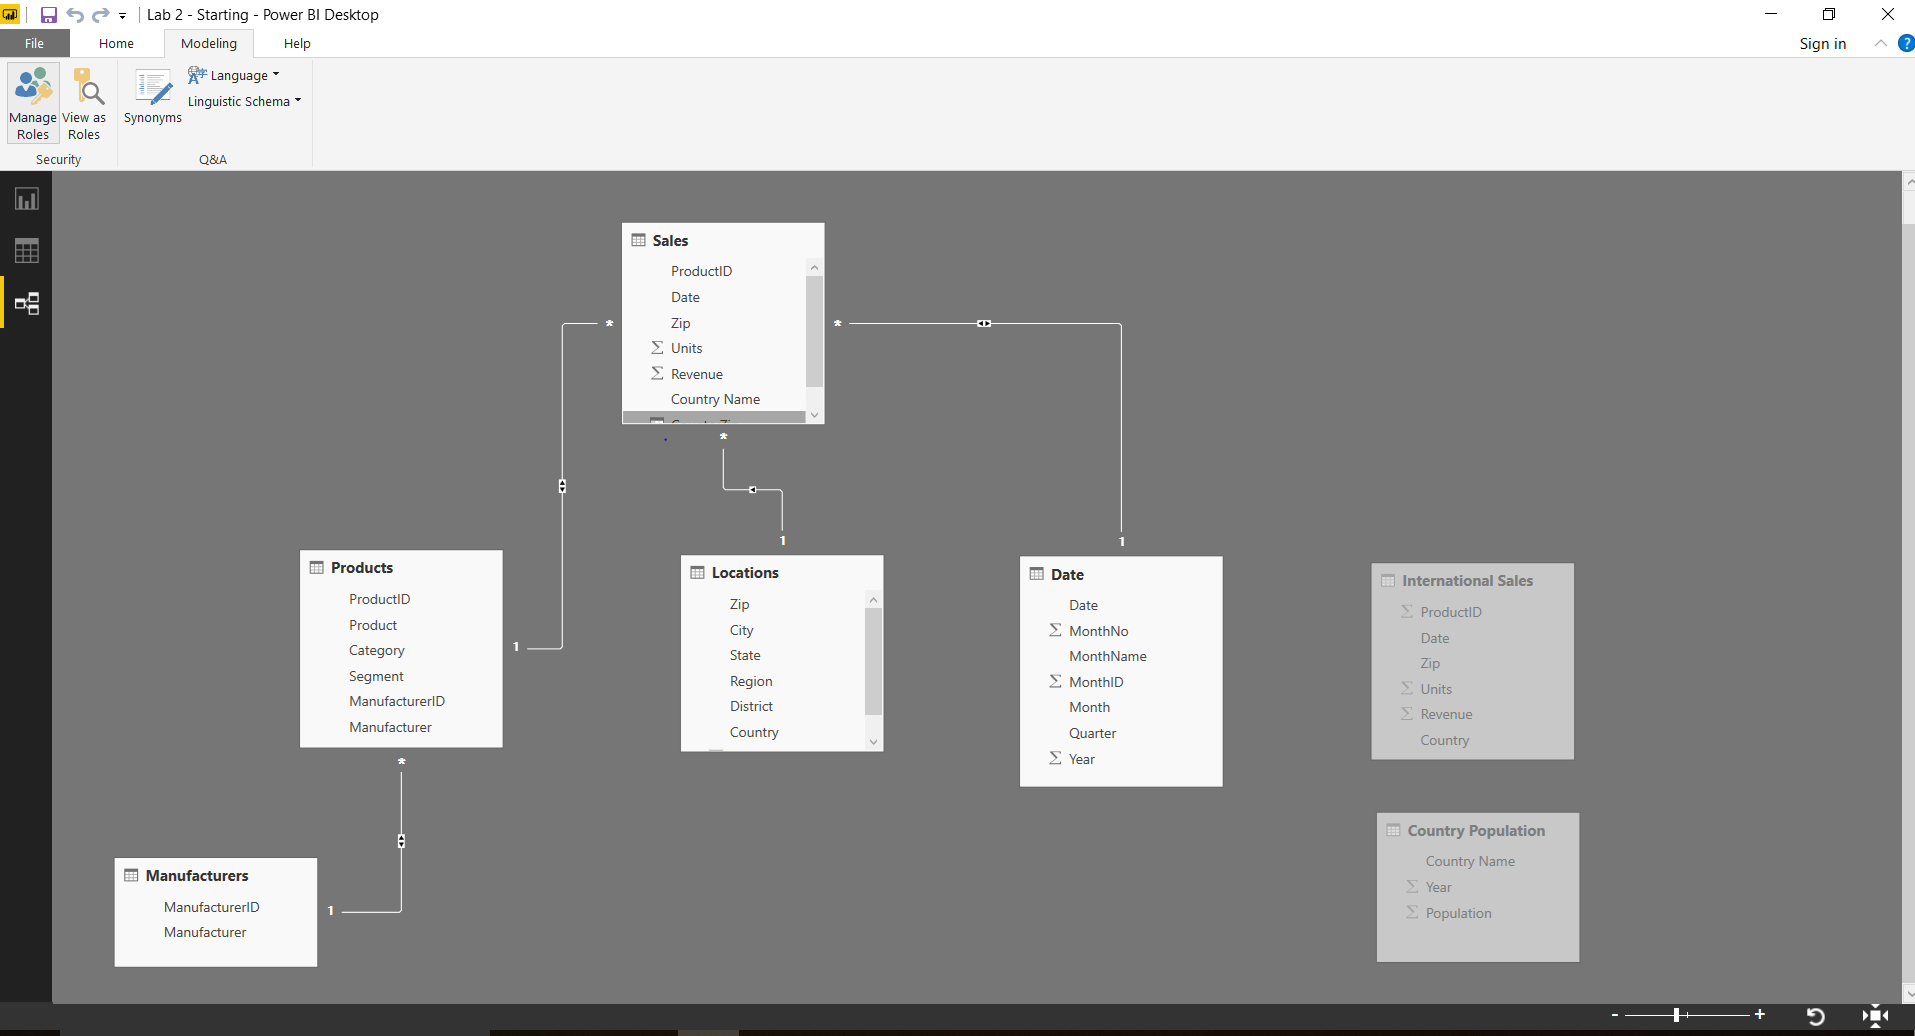 Lab 2 - Starting - Power BI Desktop
File Home Modeling Help Sign in ?
Manage Roles
View as Roles
Synonyms
Language
Linguistic Schema
Security
Q&A
Sales
ProductID
Date
Zip
Σ Units
Σ Revenue
Country Name
*
*
*
1
1
1
Products
ProductID
Product
Category
Segment
ManufacturerID
Manufacturer
*
1
Locations
Zip
City
State
Region
District
Country
Date
Date
Σ MonthNo
MonthName
Σ MonthID
Month
Quarter
Σ Year
International Sales
Σ ProductID
Date
Zip
Σ Units
Σ Revenue
Country
Country Population
Country Name
Σ Year
Σ Population
Manufacturers
ManufacturerID
Manufacturer
- +